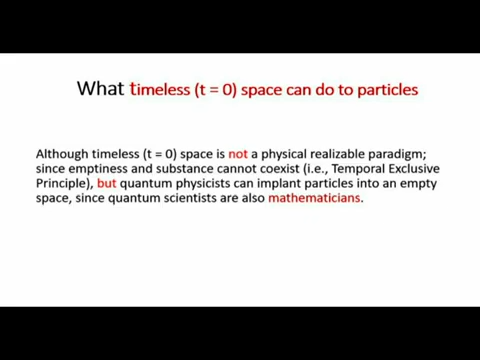 What timeless (t = 0) space can do to particles
Although timeless (t = 0) space is not a physical realizable paradigm;
since emptiness and substance cannot coexist (i.e., Temporal Exclusive
Principle), but quantum physicists can implant particles into an empty
space, since quantum scientists are also mathematicians.